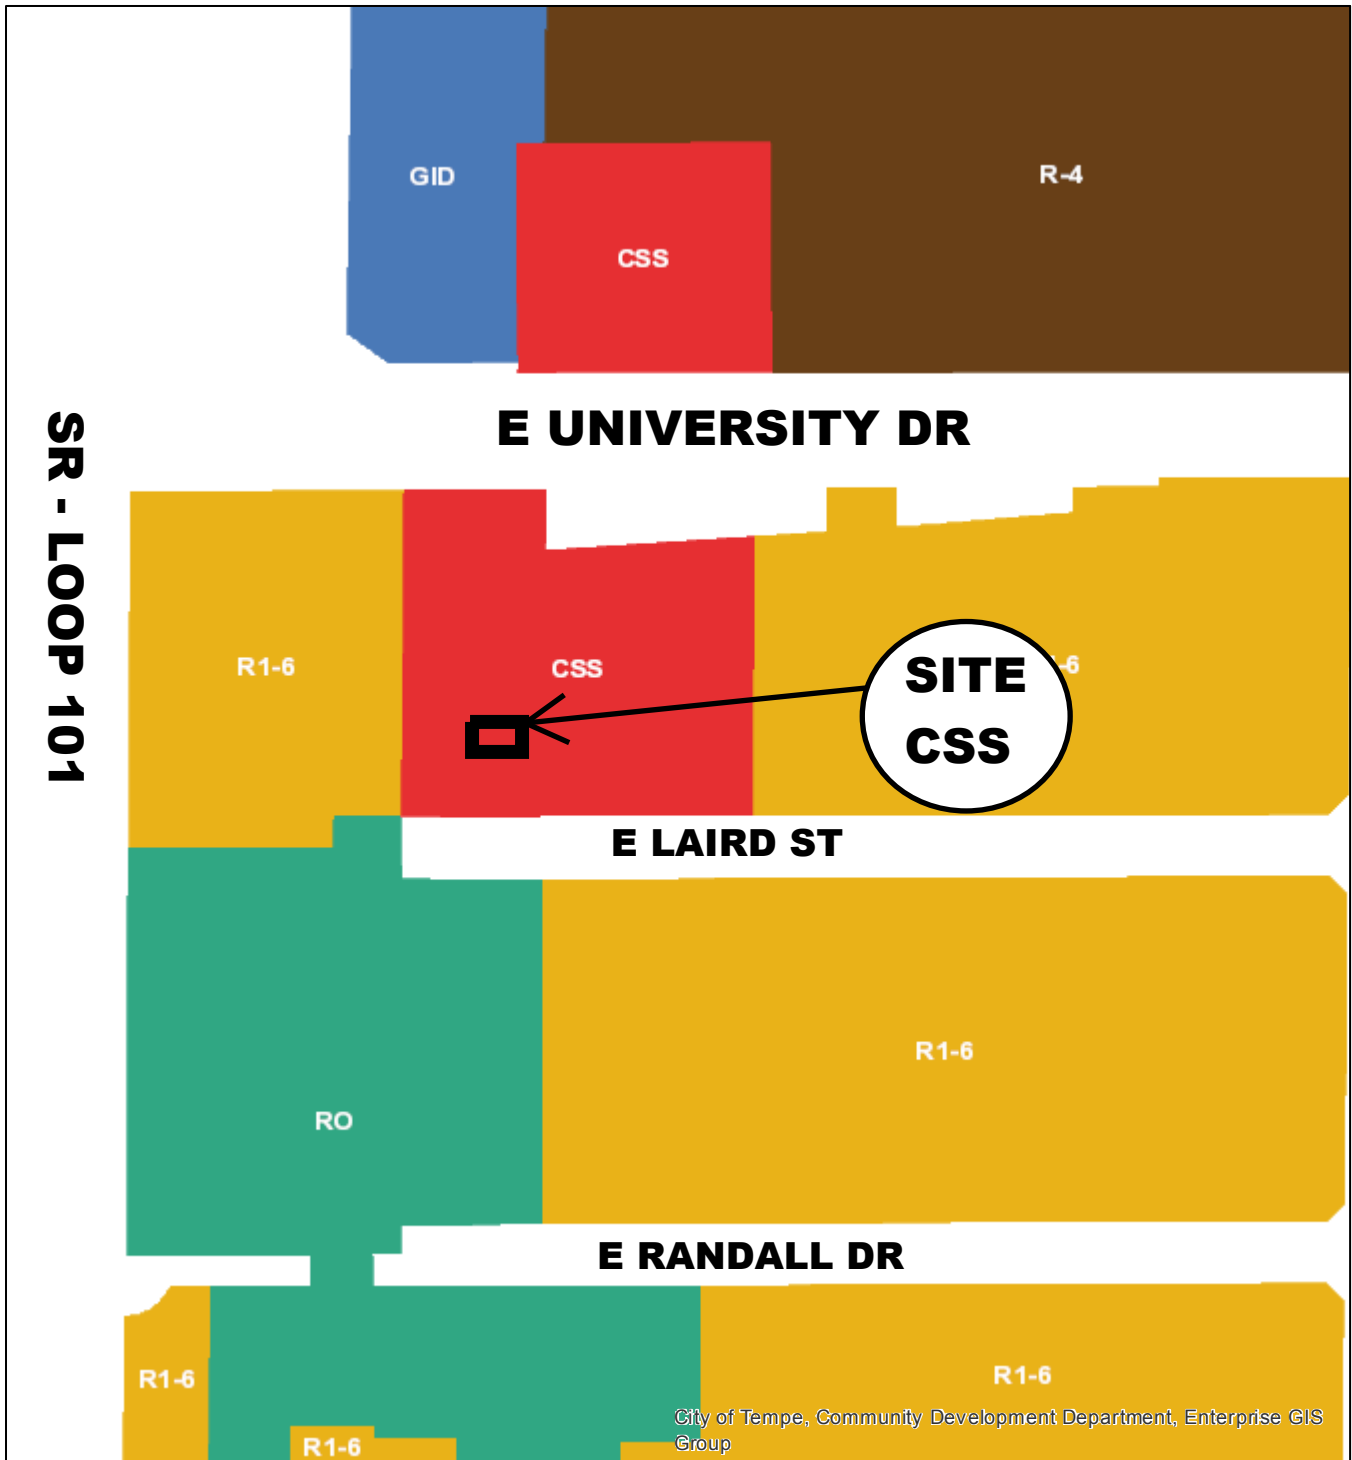 GID
R-4
CSS
E UNIVERSITY DR
SR - LOOP 101
R1-6
CSS
-6
SITE
CSS
E LAIRD ST
R1-6
RO
E RANDALL DR
R1-6
R1-6
City of Tempe, Community Development Department, Enterprise GIS
Group
R1-6